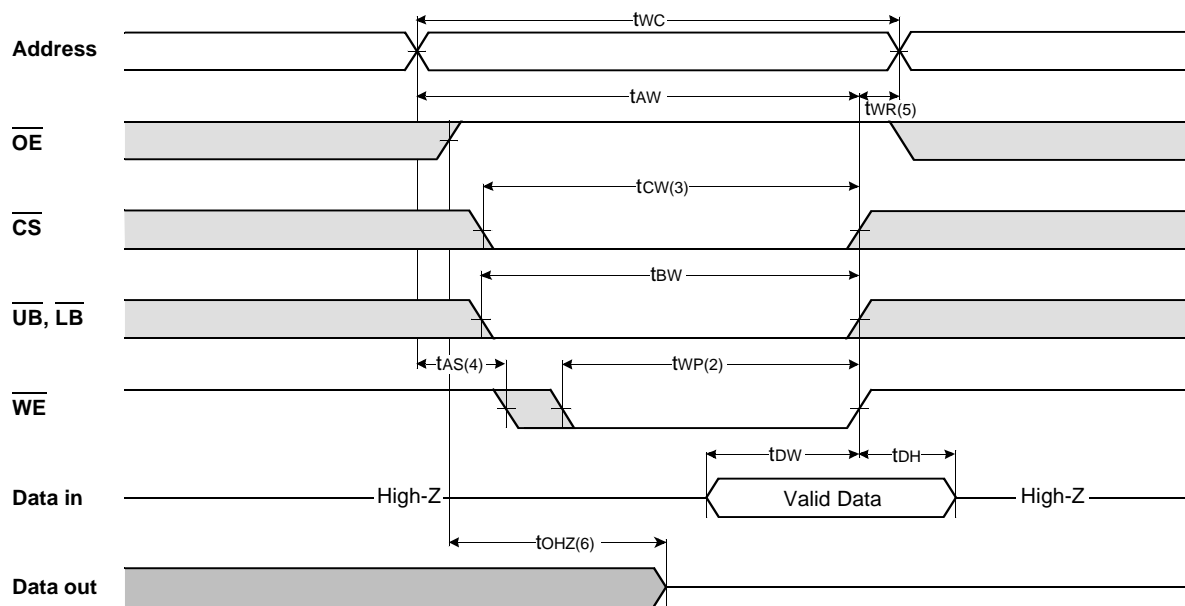 tWC
Address
tAW
tWR(5)
OE
tCW(3)
CS
tBW
UB, LB
tAS(4)
tWP(2)
WE
tDW
tDH
Data in
High-Z
Valid Data
High-Z
tOHZ(6)
Data out